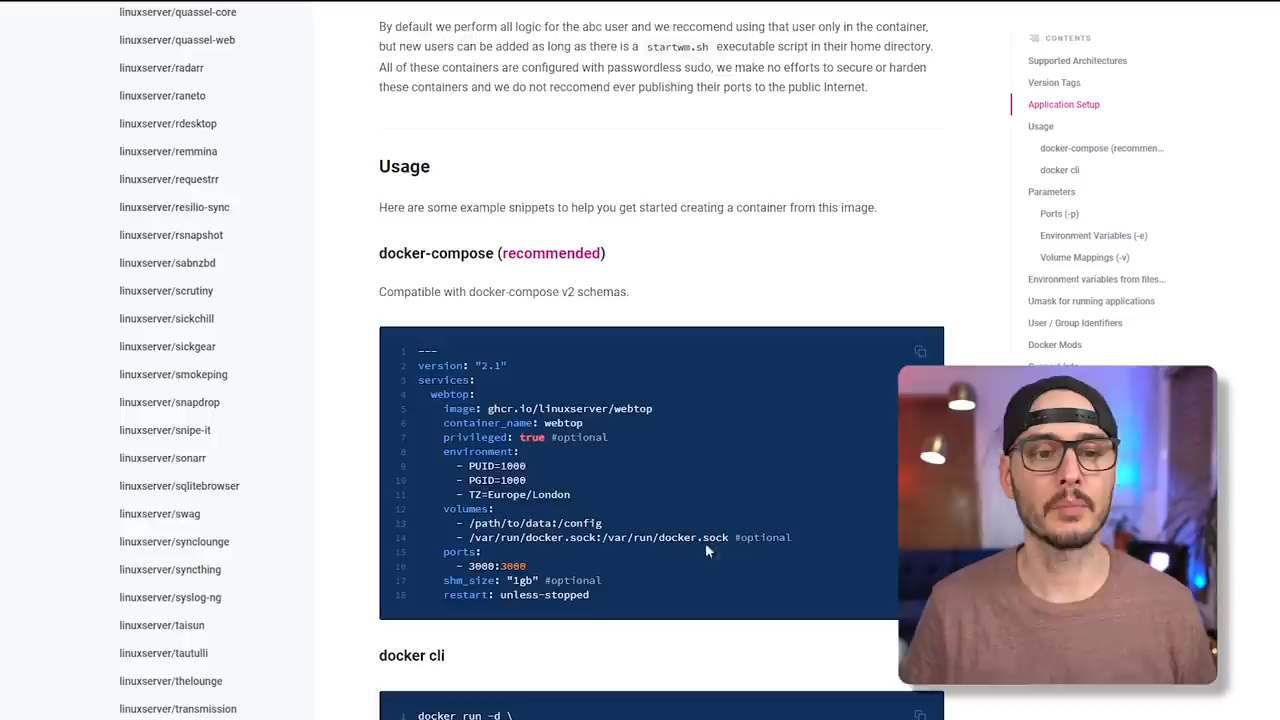 linuxserver/quassel-core
linuxserver/quassel-web
linuxserver/radarr
linuxserver/raneto
linuxserver/rdesktop
linuxserver/remmina
linuxserver/requestrr
linuxserver/resilio-sync
linuxserver/rsnapshot
linuxserver/sabnzbd
linuxserver/scrutiny
linuxserver/sickchill
linuxserver/sickgear
linuxserver/smokeping
linuxserver/snapdrop
linuxserver/snipe-it
linuxserver/sonarr
linuxserver/sqlitebrowser
linuxserver/swag
linuxserver/synclounge
linuxserver/syncthing
linuxserver/syslog-ng
linuxserver/taisun
linuxserver/tautulli
linuxserver/thelounge
linuxserver/transmission
By default we perform all logic for the abc user and we reccomend using that user only in the container,
but new users can be added as long as there is a startwm.sh executable script in their home directory.
All of these containers are configured with passwordless sudo, we make no efforts to secure or harden
these containers and we do not reccomend ever publishing their ports to the public Internet.
Usage
Here are some example snippets to help you get started creating a container from this image.
docker-compose (recommended)
Compatible with docker-compose v2 schemas.
1 ---
2 version: "2.1"
3 services:
4 webtop:
5 image: ghcr.io/linuxserver/webtop
6 container_name: webtop
7 privileged: true #optional
8 environment:
9 - PUID=1000
10 - PGID=1000
11 - TZ=Europe/London
12 volumes:
13 - /path/to/data:/config
14 - /var/run/docker.sock:/var/run/docker.sock #optional
15 ports:
16 - 3000:3000
17 shm_size: "1gb" #optional
18 restart: unless-stopped
docker cli
1 docker run -d \
CONTENTS
Supported Architectures
Version Tags
Application Setup
Usage
docker-compose (recommen...
docker cli
Parameters
Ports (-p)
Environment Variables (-e)
Volume Mappings (-v)
Environment variables from files...
Umask for running applications
User / Group Identifiers
Docker Mods